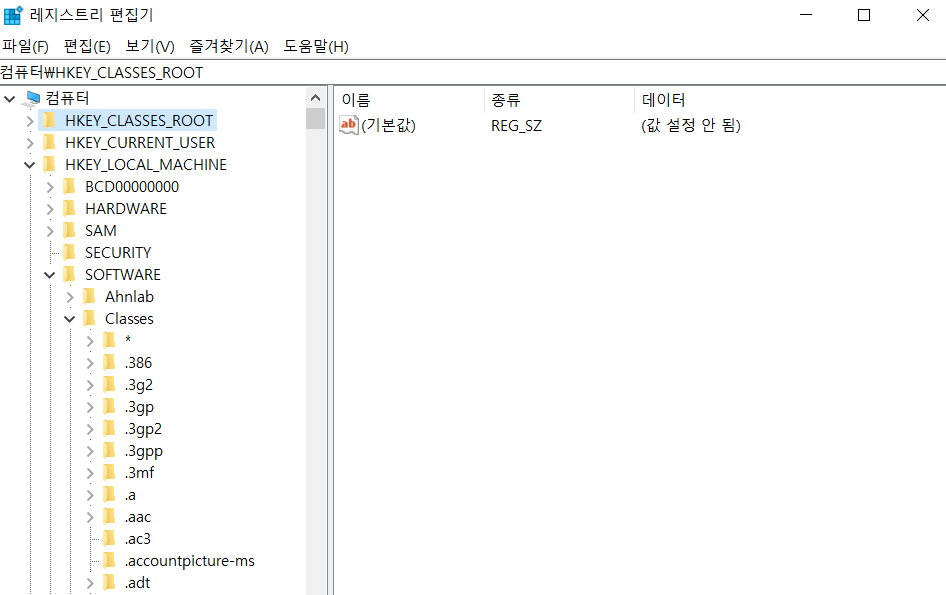 레지스트리 편집기
파일(F) 편집(E) 보기(V) 즐겨찾기(A) 도움말(H)
컴퓨터₩HKEY_CLASSES_ROOT
컴퓨터
HKEY_CLASSES_ROOT
HKEY_CURRENT_USER
HKEY_LOCAL_MACHINE
BCD00000000
HARDWARE
SAM
SECURITY
SOFTWARE
Ahnlab
Classes
*
.386
.3g2
.3gp
.3gp2
.3gpp
.3mf
.a
.aac
.ac3
.accountpicture-ms
.adt
이름 종류 데이터
ab (기본값) REG_SZ (값 설정 안 됨)